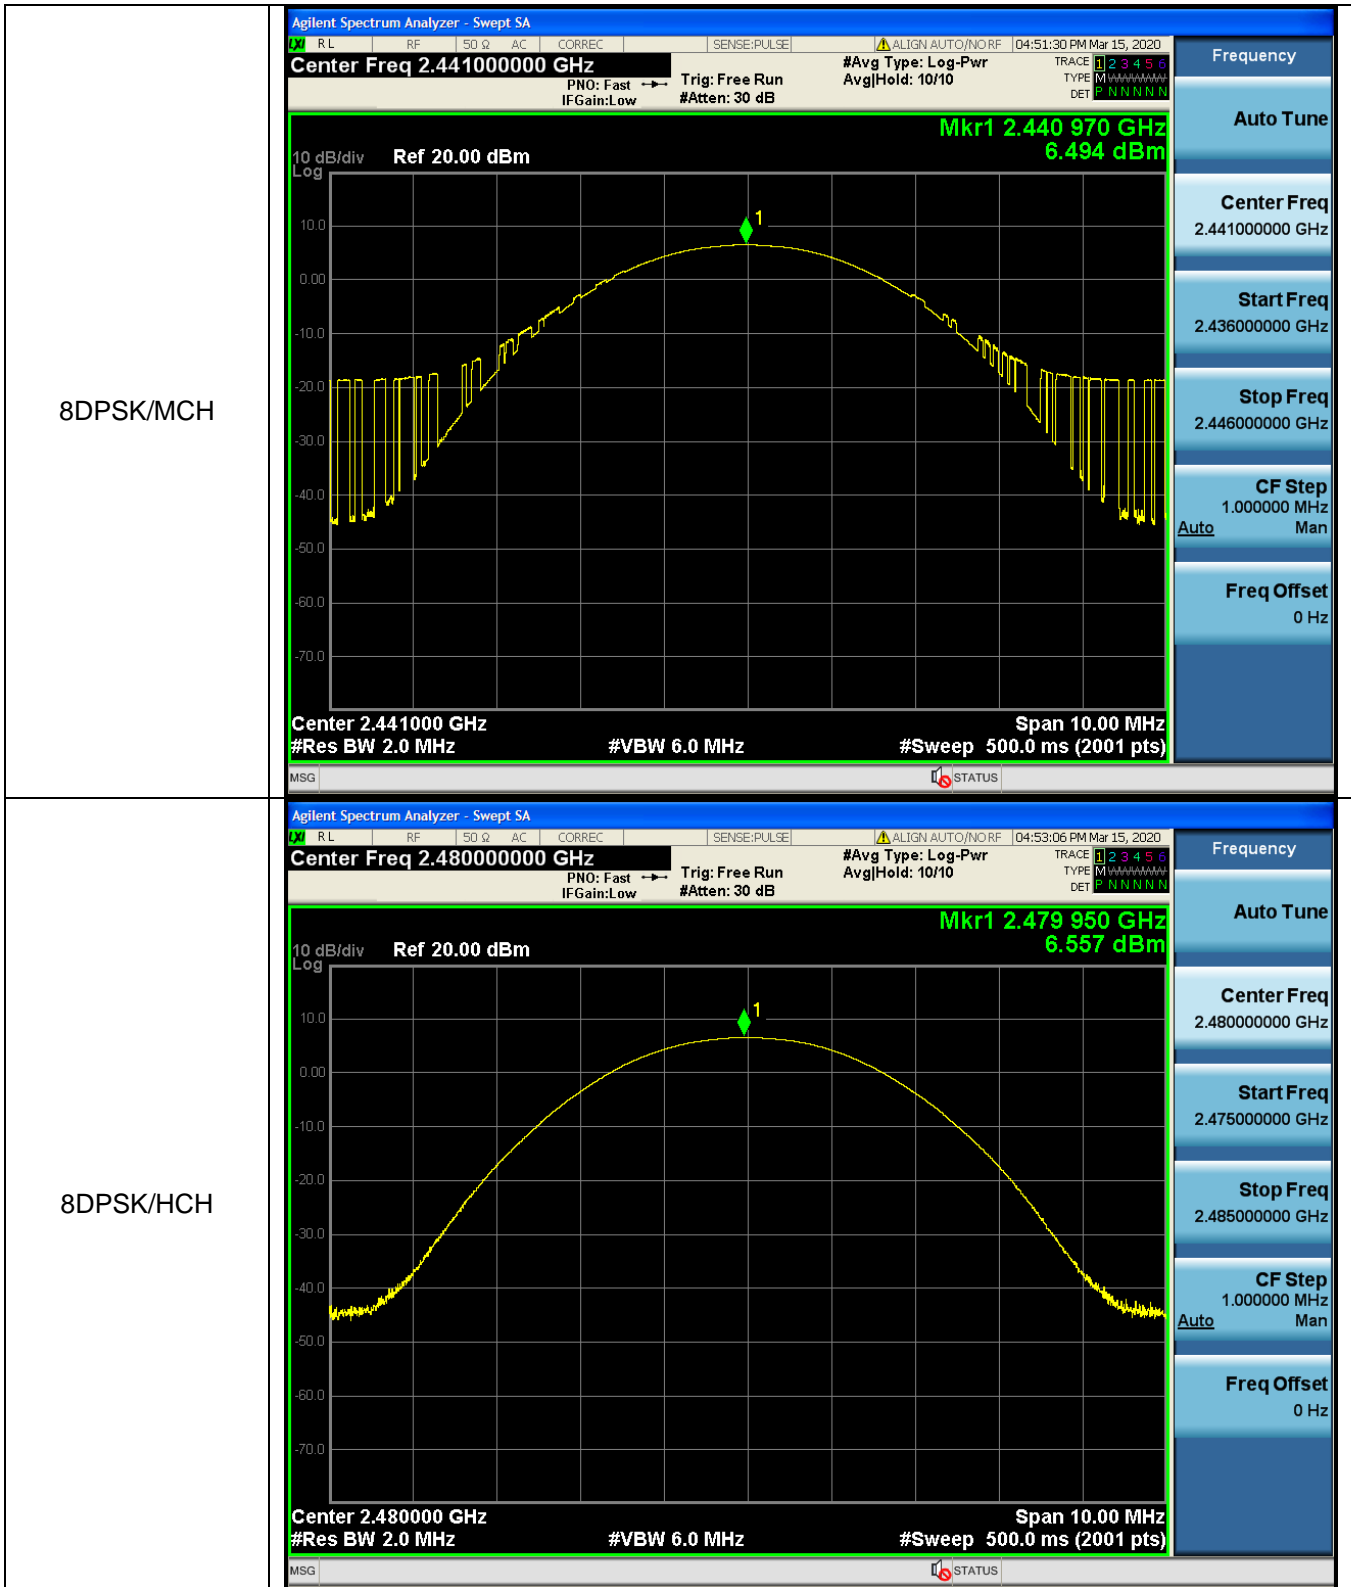 8DPSK/MCH
Agilent Spectrum Analyzer - Swept SA
LXI RL RF 50 Ω AC CORREC SENSE:PULSE ALIGN AUTO/NO RF 04:51:30 PM Mar 15, 2020
Center Freq 2.441000000 GHz
PNO: Fast
IFGain:Low
Trig: Free Run
#Atten: 30 dB
#Avg Type: Log-Pwr
Avg|Hold: 10/10
TRACE 1 2 3 4 5 6
TYPE M WWWWW
DET P N N N N N
Mkr1 2.440 970 GHz
6.494 dBm
10 dB/div Ref 20.00 dBm
Log
1
10.0
0.00
-10.0
-20.0
-30.0
-40.0
-50.0
-60.0
-70.0
Center 2.441000 GHz Span 10.00 MHz
#Res BW 2.0 MHz #VBW 6.0 MHz #Sweep 500.0 ms (2001 pts)
MSG STATUS
Frequency
Auto Tune
Center Freq
2.441000000 GHz
Start Freq
2.436000000 GHz
Stop Freq
2.446000000 GHz
CF Step
1.000000 MHz
Auto Man
Freq Offset
0 Hz
8DPSK/HCH
Agilent Spectrum Analyzer - Swept SA
LXI RL RF 50 Ω AC CORREC SENSE:PULSE ALIGN AUTO/NO RF 04:53:06 PM Mar 15, 2020
Center Freq 2.480000000 GHz
PNO: Fast
IFGain:Low
Trig: Free Run
#Atten: 30 dB
#Avg Type: Log-Pwr
Avg|Hold: 10/10
TRACE 1 2 3 4 5 6
TYPE M WWWWW
DET P N N N N N
Mkr1 2.479 950 GHz
6.557 dBm
10 dB/div Ref 20.00 dBm
Log
1
10.0
0.00
-10.0
-20.0
-30.0
-40.0
-50.0
-60.0
-70.0
Center 2.480000 GHz Span 10.00 MHz
#Res BW 2.0 MHz #VBW 6.0 MHz #Sweep 500.0 ms (2001 pts)
MSG STATUS
Frequency
Auto Tune
Center Freq
2.480000000 GHz
Start Freq
2.475000000 GHz
Stop Freq
2.485000000 GHz
CF Step
1.000000 MHz
Auto Man
Freq Offset
0 Hz